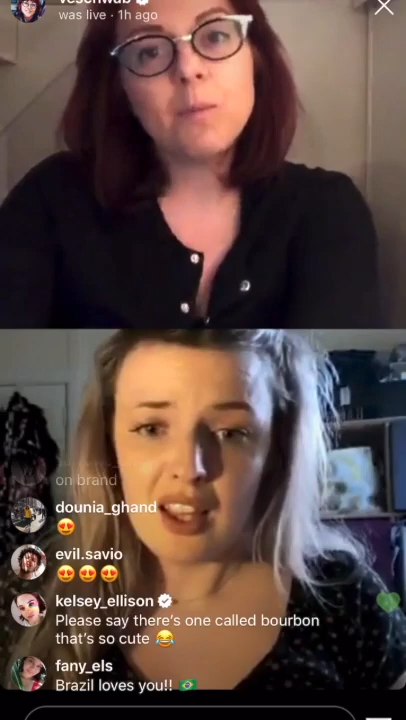 veschwab
was live · 1h ago
on brand
dounia_ghand
😍
evil.savio
😍😍😍
kelsey_ellison
Please say there's one called bourbon
that's so cute 😂
fany_els
Brazil loves you!! 🇧🇷